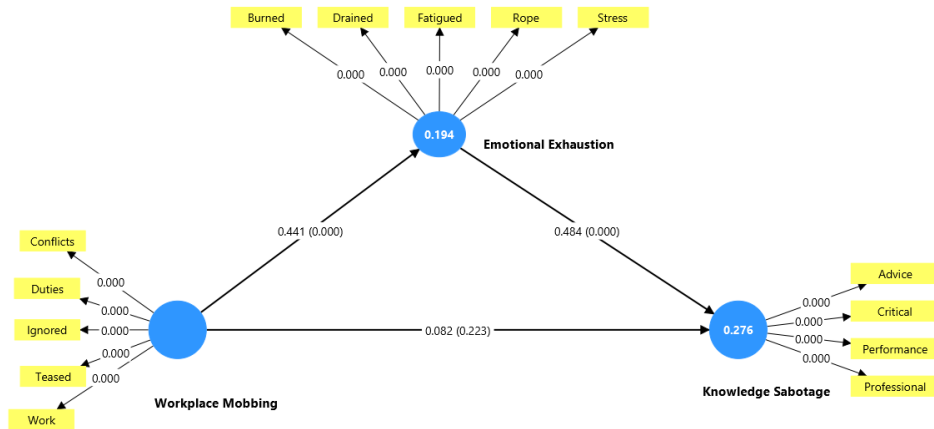 Burned
Drained
Fatigued
Rope
Stress
0.000
0.000
0.000
0.000
0.000
0.194
Emotional Exhaustion
0.441 (0.000)
0.484 (0.000)
Conflicts
Duties
Ignored
Teased
Work
0.000
0.000
0.000
0.000
0.000
Workplace Mobbing
0.082 (0.223)
0.276
Knowledge Sabotage
0.000
0.000
0.000
0.000
Advice
Critical
Performance
Professional